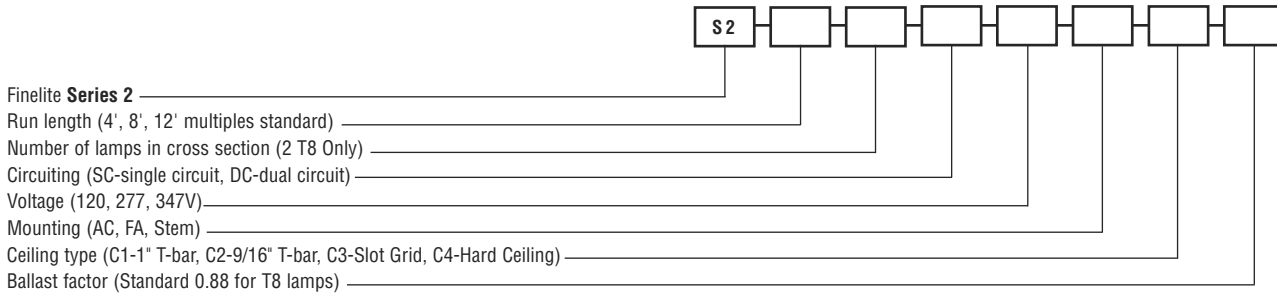 S2
Finelite Series 2
Run length (4', 8', 12' multiples standard)
Number of lamps in cross section (2 T8 Only)
Circuiting (SC-single circuit, DC-dual circuit)
Voltage (120, 277, 347V)
Mounting (AC, FA, Stem)
Ceiling type (C1-1" T-bar, C2-9/16" T-bar, C3-Slot Grid, C4-Hard Ceiling)
Ballast factor (Standard 0.88 for T8 lamps)